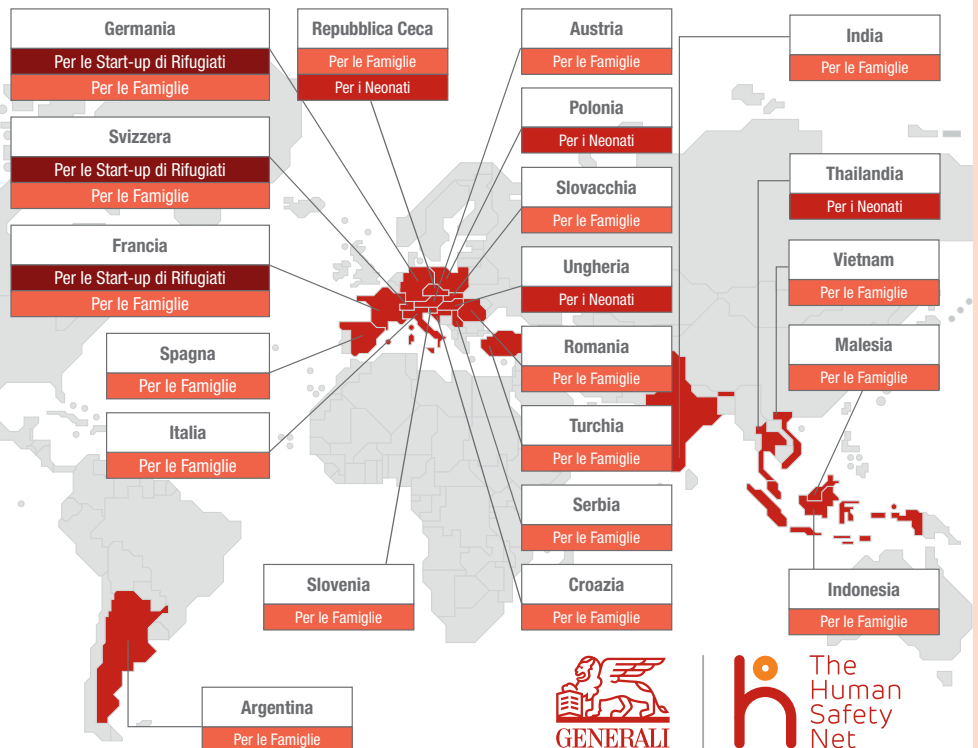 Germania
Per le Start-up di Rifugiati
Per le Famiglie
Repubblica Ceca
Per le Famiglie
Per i Neonati
Austria
Per le Famiglie
India
Per le Famiglie
Svizzera
Per le Start-up di Rifugiati
Per le Famiglie
Polonia
Per i Neonati
Slovacchia
Per le Famiglie
Thailandia
Per i Neonati
Francia
Per le Start-up di Rifugiati
Per le Famiglie
Ungheria
Per i Neonati
Vietnam
Per le Famiglie
Spagna
Per le Famiglie
Romania
Per le Famiglie
Malesia
Per le Famiglie
Italia
Per le Famiglie
Turchia
Per le Famiglie
Serbia
Per le Famiglie
Slovenia
Per le Famiglie
Croazia
Per le Famiglie
Indonesia
Per le Famiglie
Argentina
Per le Famiglie
GENERALI
The
Human
Safety
Net